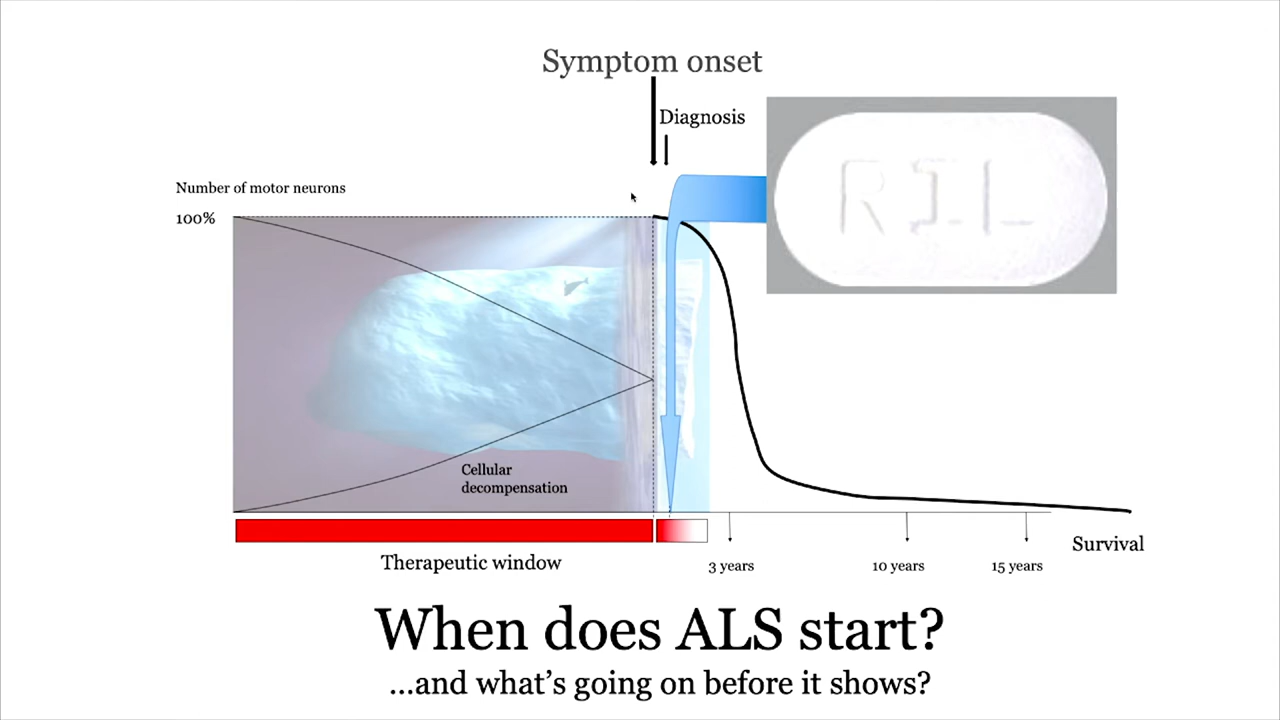 Symptom onset
Diagnosis
RIL
Number of motor neurons
100%
Cellular
decompensation
Therapeutic window
3 years
10 years
15 years
Survival
When does ALS start?
...and what's going on before it shows?